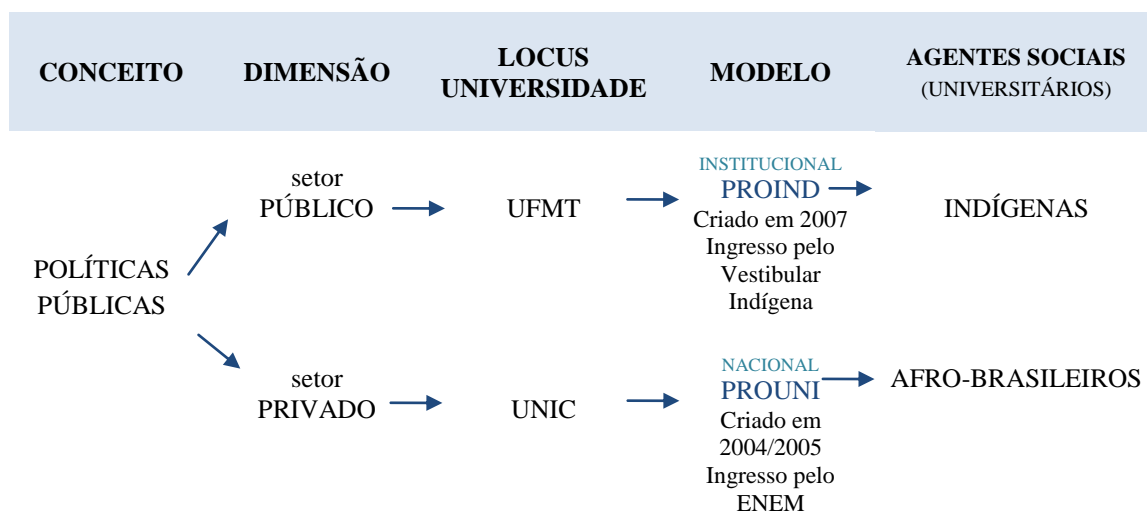 CONCEITO
DIMENSÃO
LOCUS
UNIVERSIDADE
MODELO
AGENTES SOCIAIS
(UNIVERSITÁRIOS)
POLÍTICAS
PÚBLICAS
setor
PÚBLICO
UFMT
INSTITUCIONAL
PROIND
Criado em 2007
Ingresso pelo
Vestibular
Indígena
INDÍGENAS
setor
PRIVADO
UNIC
NACIONAL
PROUNI
Criado em
2004/2005
Ingresso pelo
ENEM
AFRO-BRASILEIROS